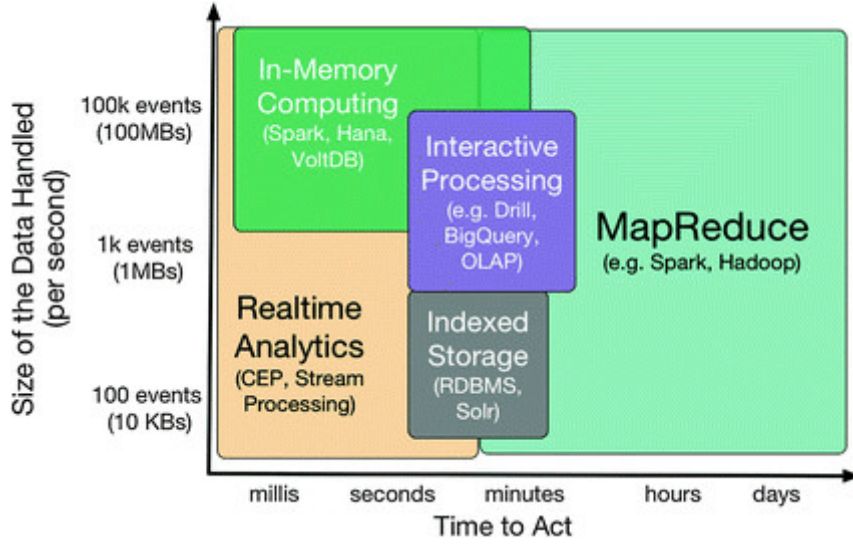 Size of the Data Handled
(per second)
100k events
(100MBs)
1k events
(1MBs)
100 events
(10 KBs)
In-Memory
Computing
(Spark, Hana,
VoltDB)
Interactive
Processing
(e.g. Drill,
BigQuery,
OLAP)
MapReduce
(e.g. Spark, Hadoop)
Realtime
Analytics
(CEP, Stream
Processing)
Indexed
Storage
(RDBMS,
Solr)
millis seconds minutes hours days
Time to Act